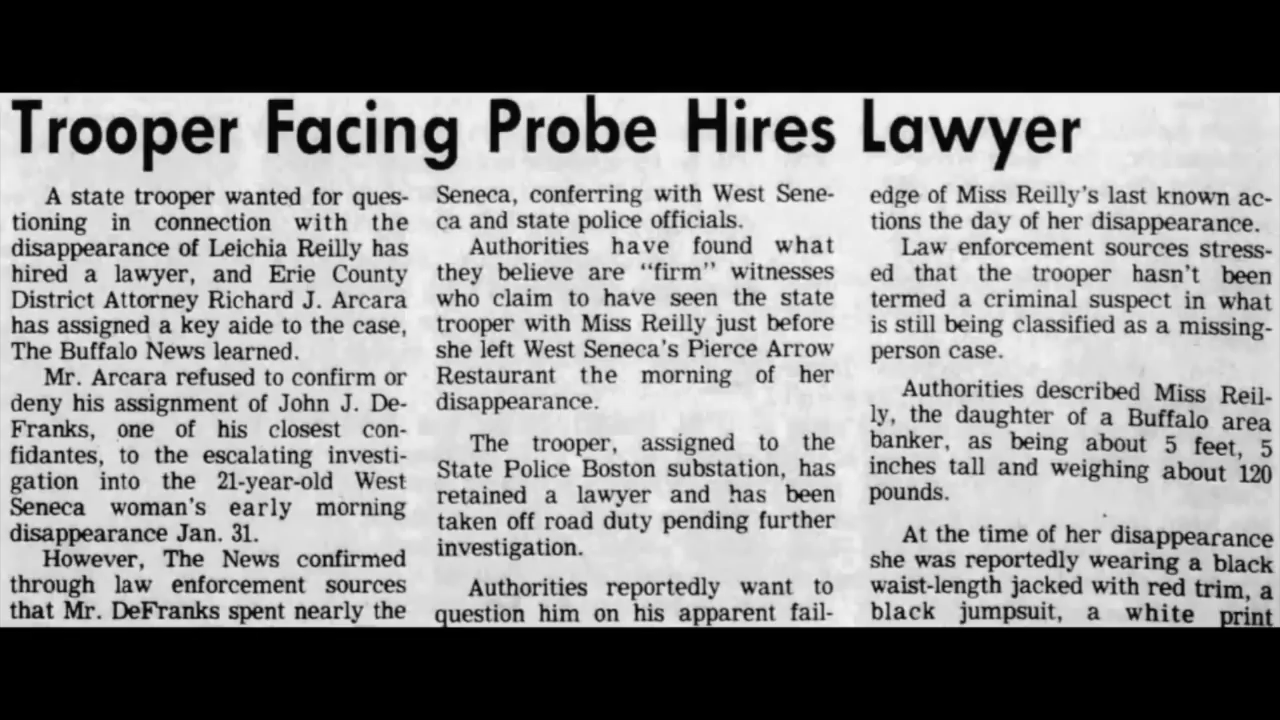 Trooper Facing Probe Hires Lawyer
A state trooper wanted for ques-
tioning in connection with the
disappearance of Leichia Reilly has
hired a lawyer, and Erie County
District Attorney Richard J. Arcara
has assigned a key aide to the case,
The Buffalo News learned.
Mr. Arcara refused to confirm or
deny his assignment of John J. De-
Franks, one of his closest con-
fidantes, to the escalating investi-
gation into the 21-year-old West
Seneca woman's early morning
disappearance Jan. 31.
However, The News confirmed
through law enforcement sources
that Mr. DeFranks spent nearly the
Seneca, conferring with West Sene-
ca and state police officials.
Authorities have found what
they believe are "firm" witnesses
who claim to have seen the state
trooper with Miss Reilly just before
she left West Seneca's Pierce Arrow
Restaurant the morning of her
disappearance.
The trooper, assigned to the
State Police Boston substation, has
retained a lawyer and has been
taken off road duty pending further
investigation.
Authorities reportedly want to
question him on his apparent fail-
edge of Miss Reilly's last known ac-
tions the day of her disappearance.
Law enforcement sources stress-
ed that the trooper hasn't been
termed a criminal suspect in what
is still being classified as a missing-
person case.
Authorities described Miss Reil-
ly, the daughter of a Buffalo area
banker, as being about 5 feet, 5
inches tall and weighing about 120
pounds.
At the time of her disappearance
she was reportedly wearing a black
waist-length jacked with red trim, a
black jumpsuit, a white print